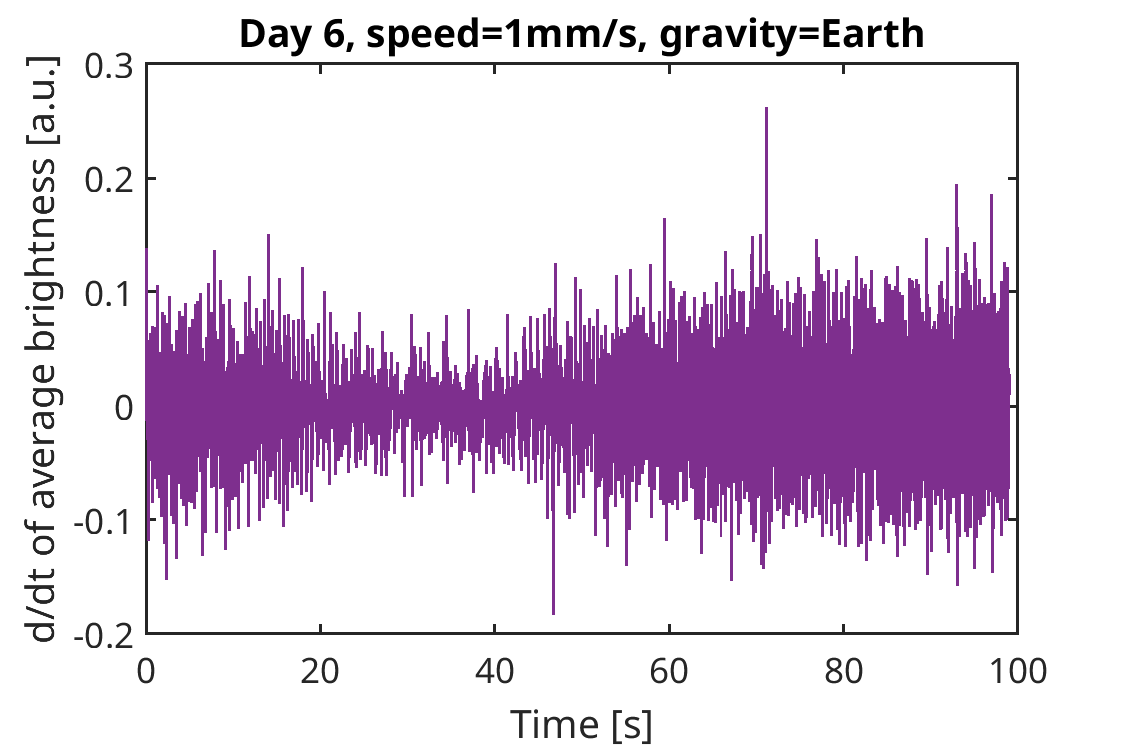 Day 6, speed=1mm/s, gravity=Earth
d/dt of average brightness [a.u.]
0.3
0.2
0.1
0
-0.1
-0.2
0 20 40 60 80 100
Time [s]